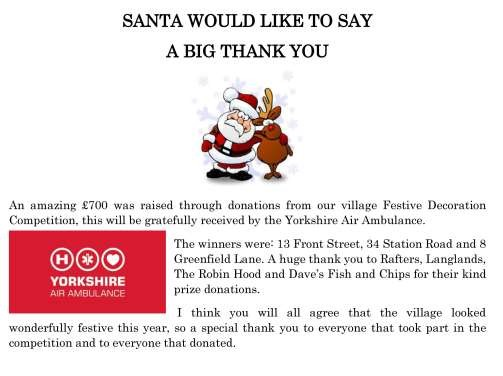 SANTA WOULD LIKE TO SAY
A BIG THANK YOU
An amazing £700 was raised through donations from our village Festive Decoration
Competition, this will be gratefully received by the Yorkshire Air Ambulance.
H
YORKSHIRE
AIR AMBULANCE
The winners were: 13 Front Street, 34 Station Road and 8
Greenfield Lane. A huge thank you to Rafters, Langlands,
The Robin Hood and Dave's Fish and Chips for their kind
prize donations.
I think you will all agree that the village looked
wonderfully festive this year, so a special thank you to everyone that took part in the
competition and to everyone that donated.